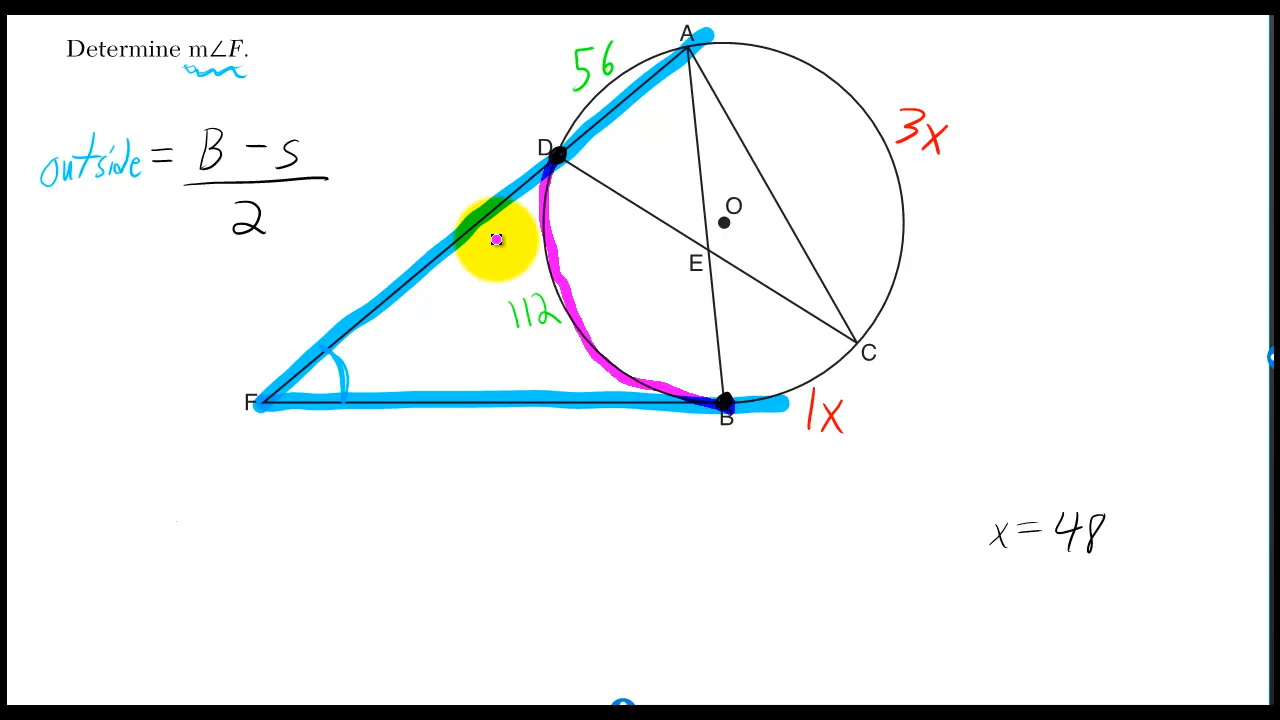 Determine m∠F.
outside = B - s
2
A
56
3x
D
O
E
112
C
F
B
1x
x = 48